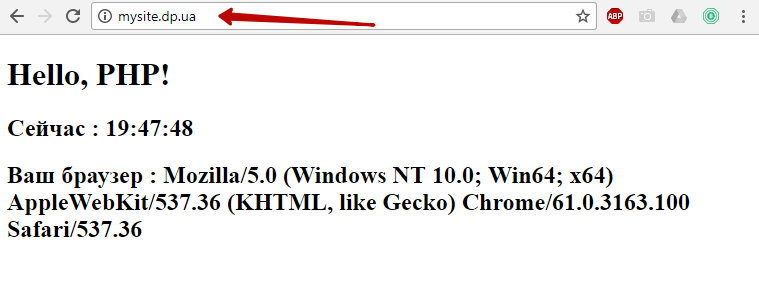 mysite.dp.ua
ABP
Hello, PHP!
Сейчас : 19:47:48
Ваш браузер : Mozilla/5.0 (Windows NT 10.0; Win64; x64)
AppleWebKit/537.36 (KHTML, like Gecko) Chrome/61.0.3163.100
Safari/537.36